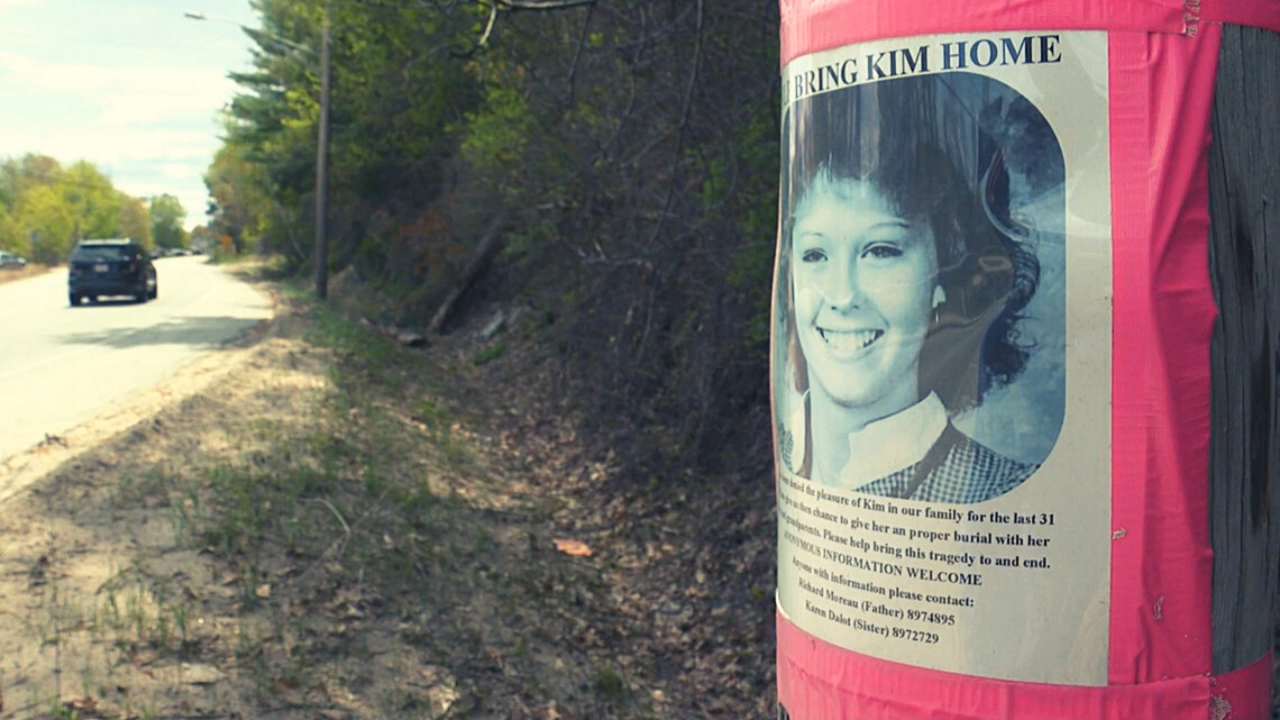 BRING KIM HOME
denied the pleasure of Kim in our family for the last 31
then chance to give her an proper burial with her
grandparents. Please help bring this tragedy to and end.
ANONYMOUS INFORMATION WELCOME
Anyone with information please contact:
Richard Moreau (Father) 8974895
Karen Dalot (Sister) 8972729